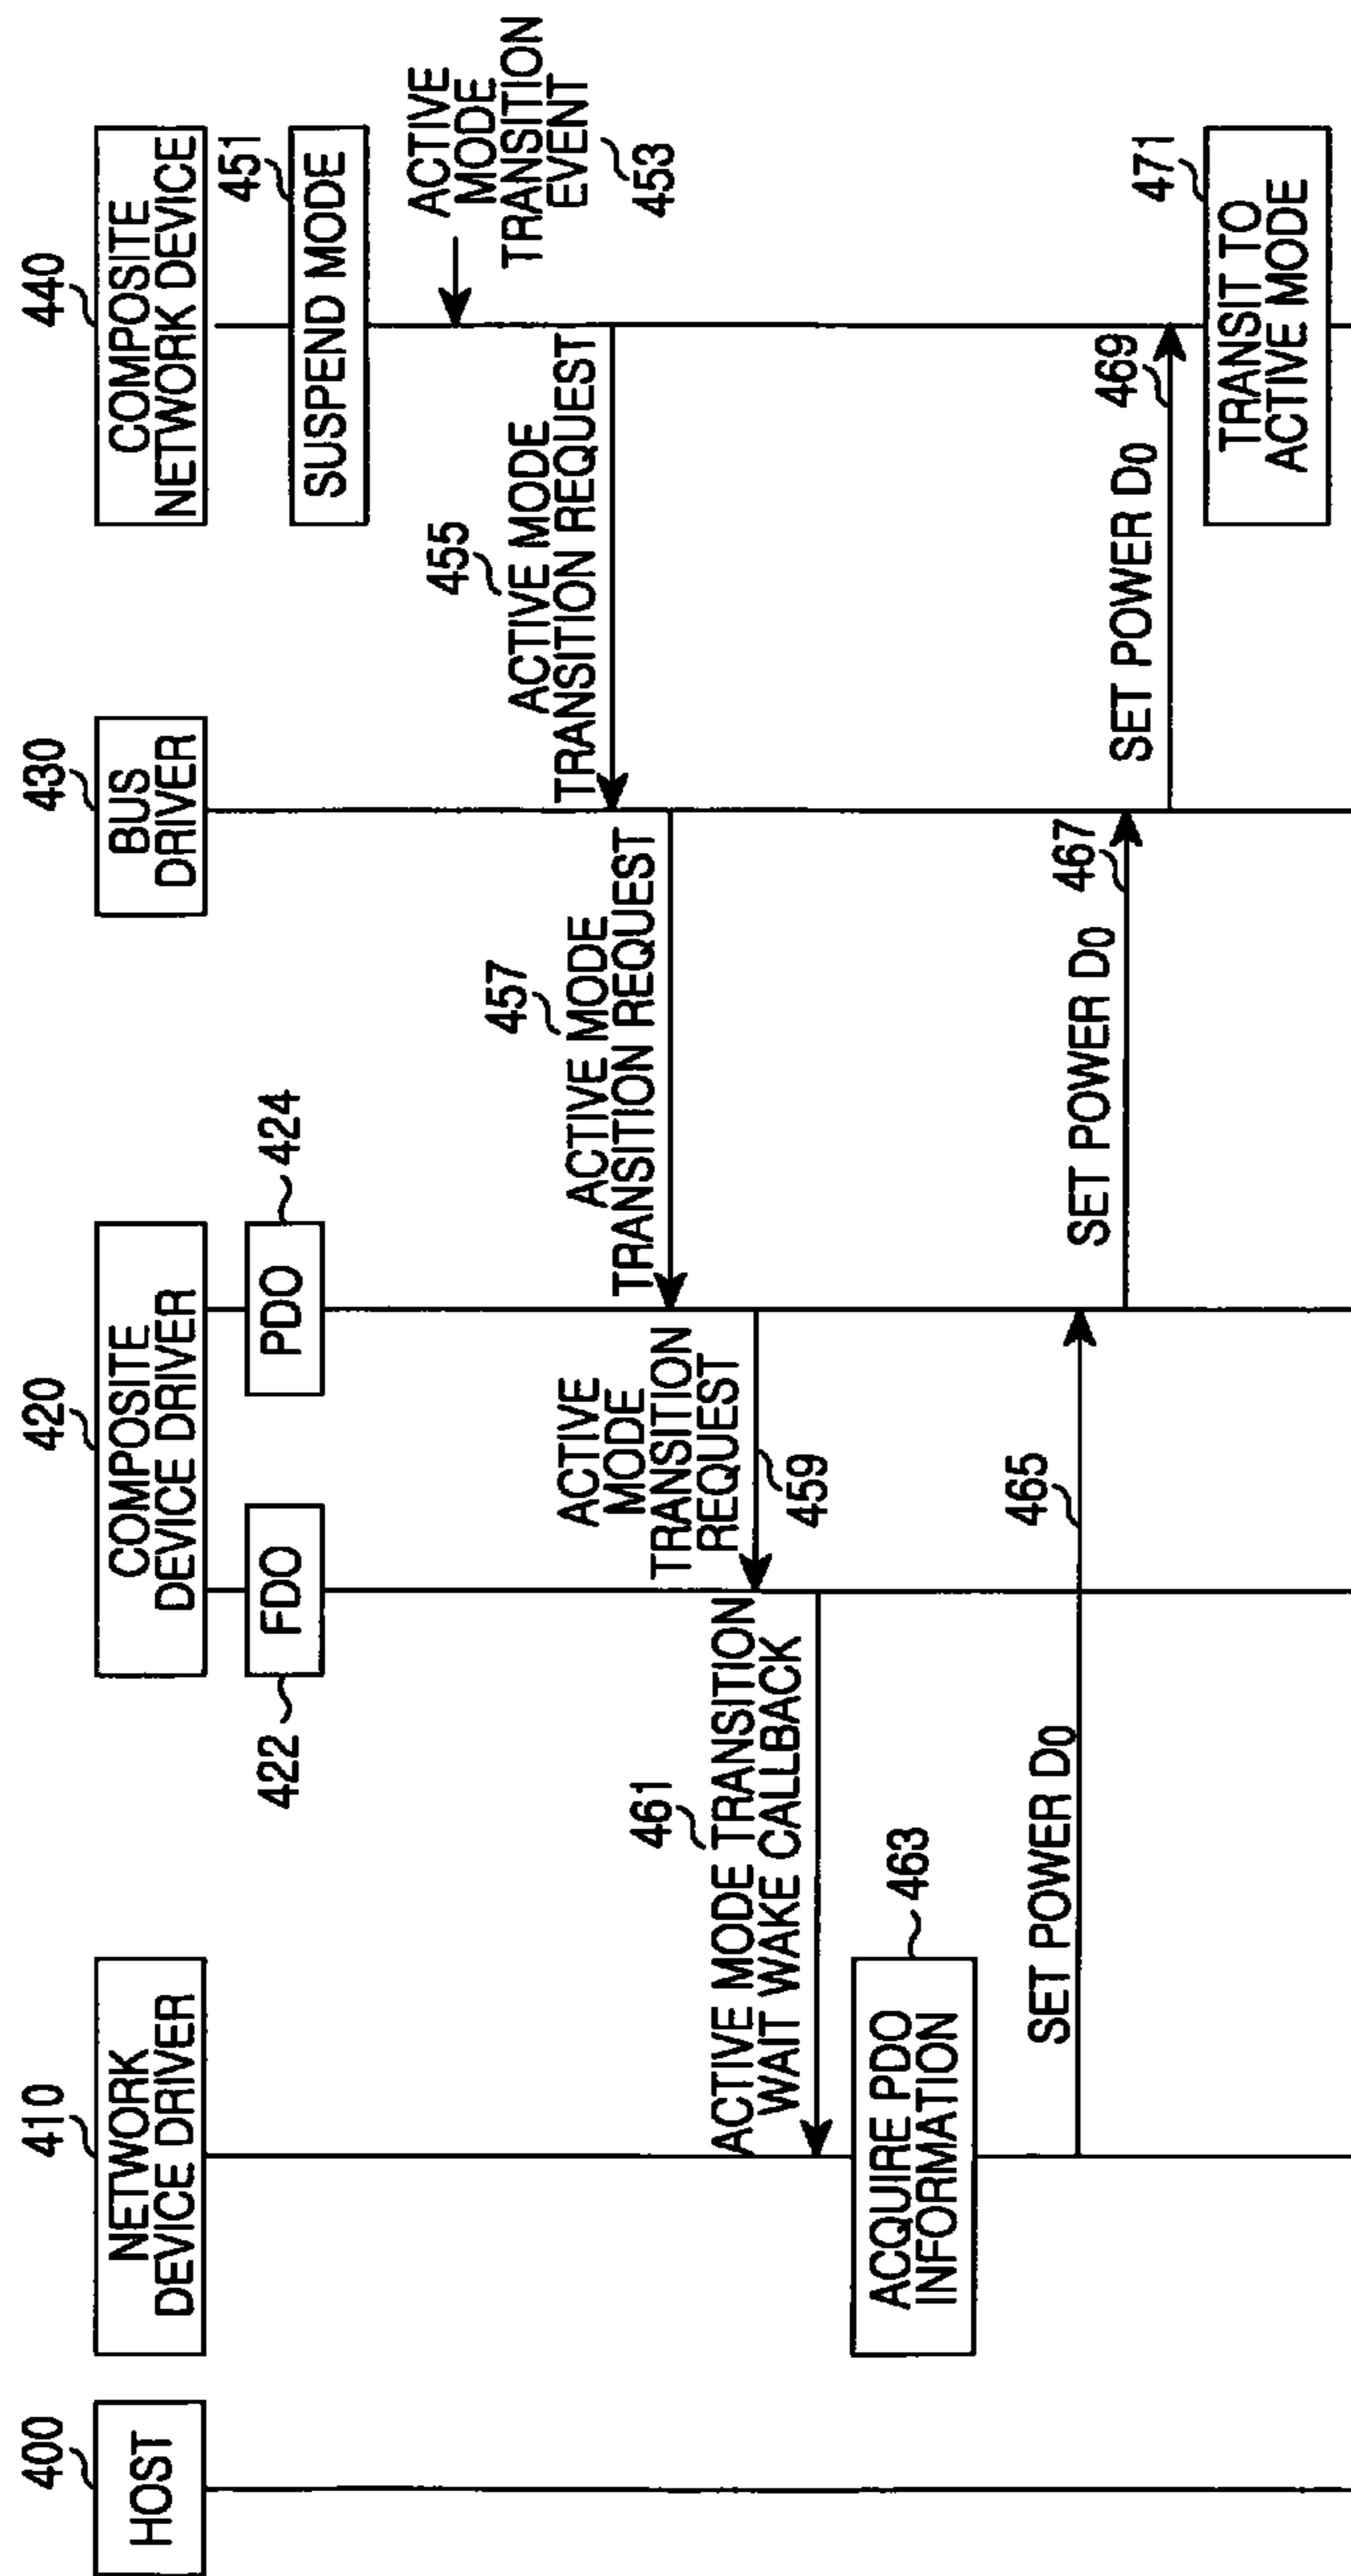 400
HOST
410
NETWORK
DEVICE DRIVER
420
COMPOSITE
DEVICE DRIVER
422
FDO
PDO
424
430
BUS
DRIVER
440
COMPOSITE
NETWORK DEVICE
451
SUSPEND MODE
ACTIVE
MODE
TRANSITION
EVENT
453
455
ACTIVE MODE
TRANSITION REQUEST
457
ACTIVE MODE
TRANSITION REQUEST
ACTIVE
MODE
TRANSITION
REQUEST
459
461
ACTIVE MODE TRANSITION
WAIT WAKE CALLBACK
463
ACQUIRE PDO
INFORMATION
SET POWER D0
465
SET POWER D0
467
SET POWER D0
469
471
TRANSIT TO
ACTIVE MODE